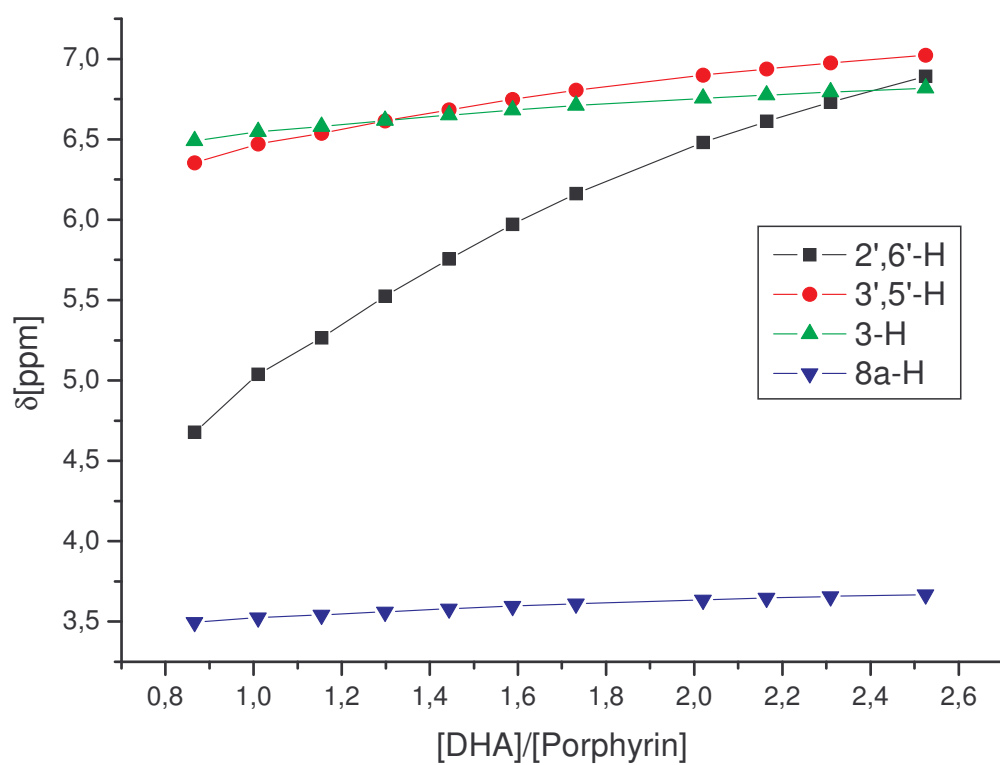 7,0
6,5
6,0
5,5
5,0
4,5
4,0
3,5
δ[ppm]
2',6'-H
3',5'-H
3-H
8a-H
0,8 1,0 1,2 1,4 1,6 1,8 2,0 2,2 2,4 2,6
[DHA]/[Porphyrin]